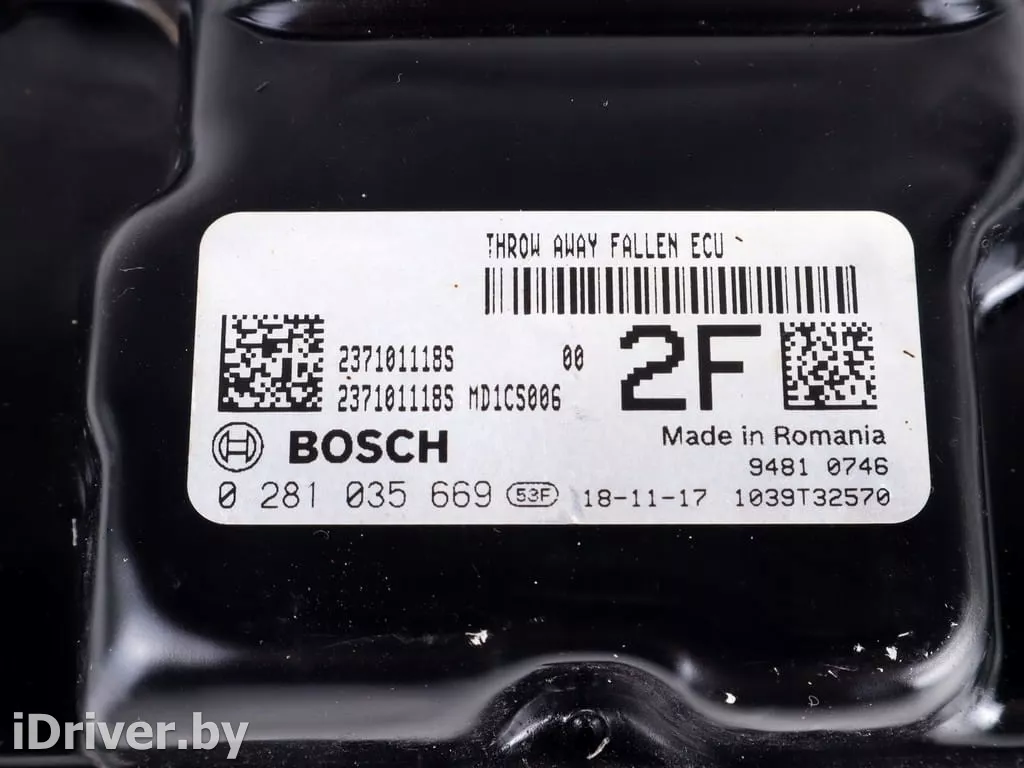 THROW AWAY FALLEN ECU
237101118S 00
237101118S MD1CS006
2F
BOSCH
Made in Romania
9481 0746
0 281 035 669 53F 18-11-17 1039T32570
iDriver.by